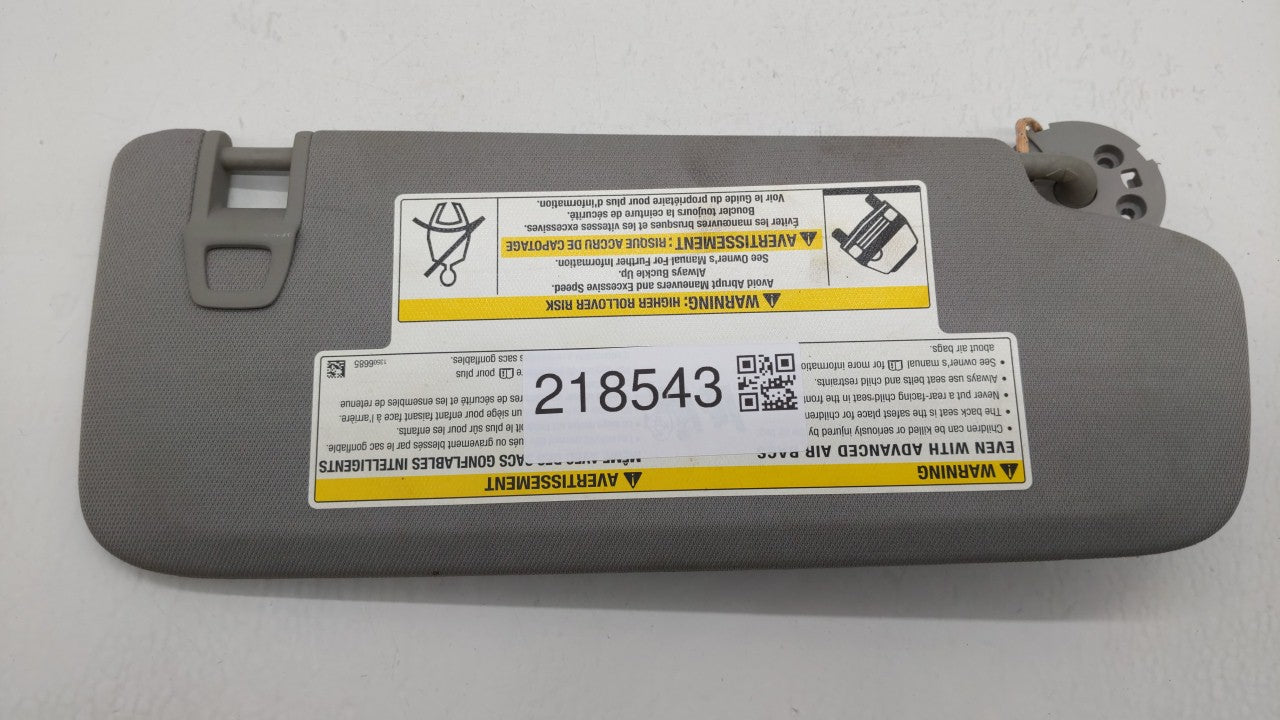 WARNING
EVEN WITH ADVANCED AIR BAGS
• Children can be killed or seriously injured by
• The back seat is the safest place for children
• Never put a rear-facing child-seat in the front
• Always use seat belts and child restraints.
• See owner's manual for more information
about air bags.
AVERTISSEMENT
MÊME AVEC DES SACS GONFLABLES INTELLIGENTS
ués ou gravement blessés par le sac gonflable.
oit le plus sûr pour les enfants.
un siège pour enfant faisant face à l'arrière.
res de sécurité et les ensembles de retenue
re pour plus
s sacs gonflables.
13506685
218543
WARNING: HIGHER ROLLOVER RISK
Avoid Abrupt Maneuvers and Excessive Speed.
Always Buckle Up.
See Owner's Manual For Further Information.
AVERTISSEMENT : RISQUE ACCRU DE CAPOTAGE
Éviter les manœuvres brusques et les vitesses excessives.
Boucler toujours la ceinture de sécurité.
Voir le Guide du propriétaire pour plus d'information.